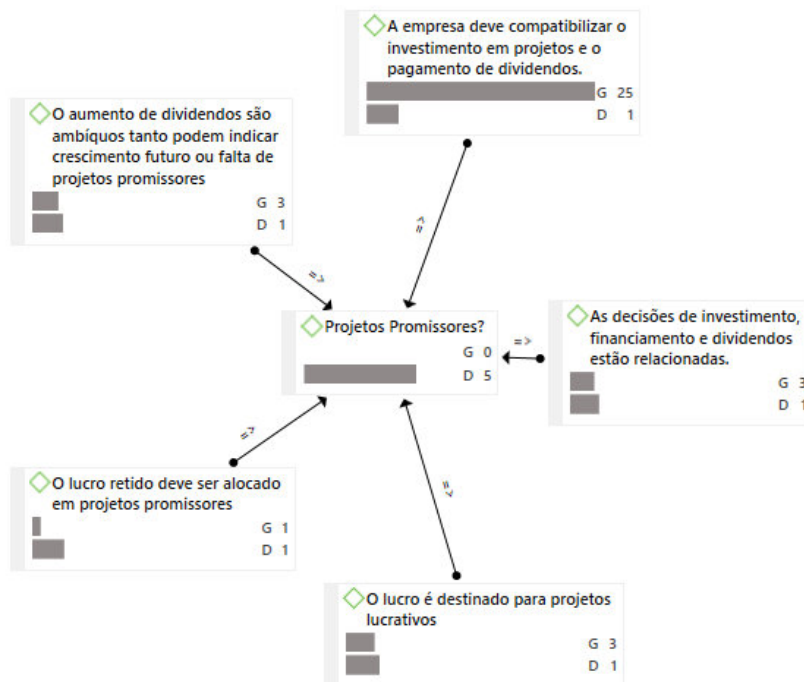 A empresa deve compatibilizar o
investimento em projetos e o
pagamento de dividendos.
G 25
D 1
O aumento de dividendos são
ambíquos tanto podem indicar
crescimento futuro ou falta de
projetos promissores
G 3
D 1
=>
=>
Projetos Promissores?
G 0
D 5
=>
As decisões de investimento,
financiamento e dividendos
estão relacionadas.
G 3
D 1
=>
O lucro retido deve ser alocado
em projetos promissores
G 1
D 1
=>
O lucro é destinado para projetos
lucrativos
G 3
D 1